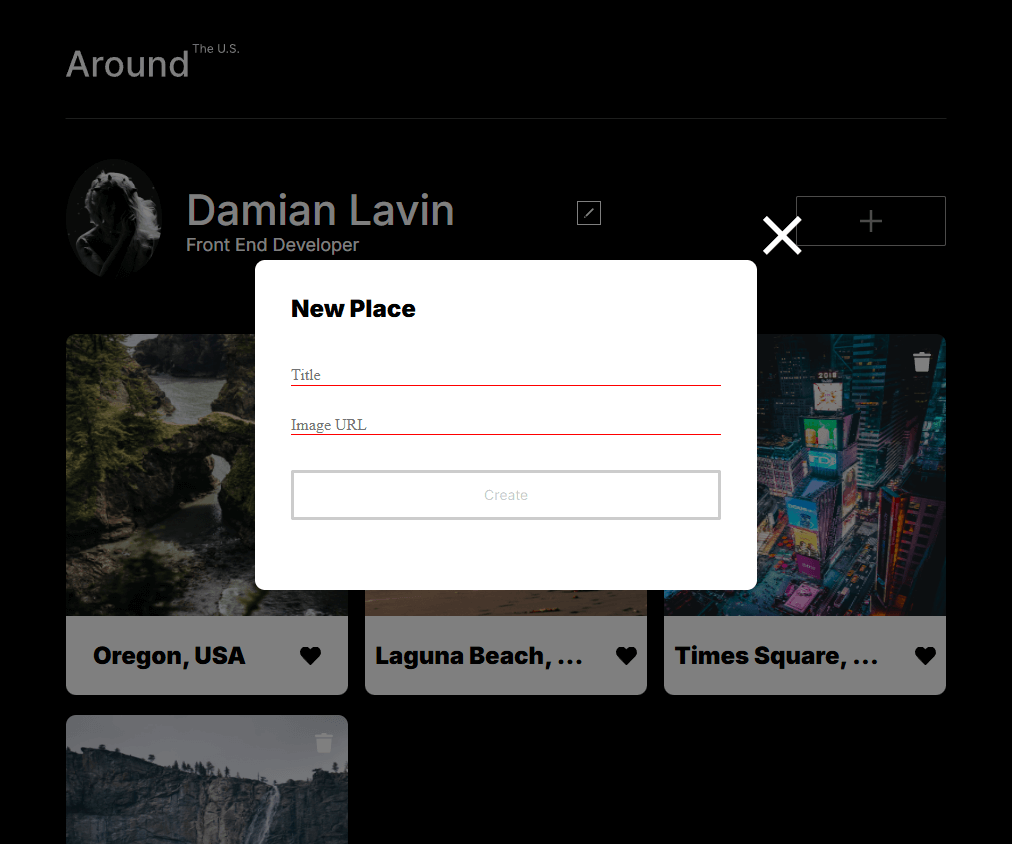 Around The U.S.
Damian Lavin
Front End Developer
New Place
Title
Image URL
Create
2018
Oregon, USA
Laguna Beach, ...
Times Square, ...